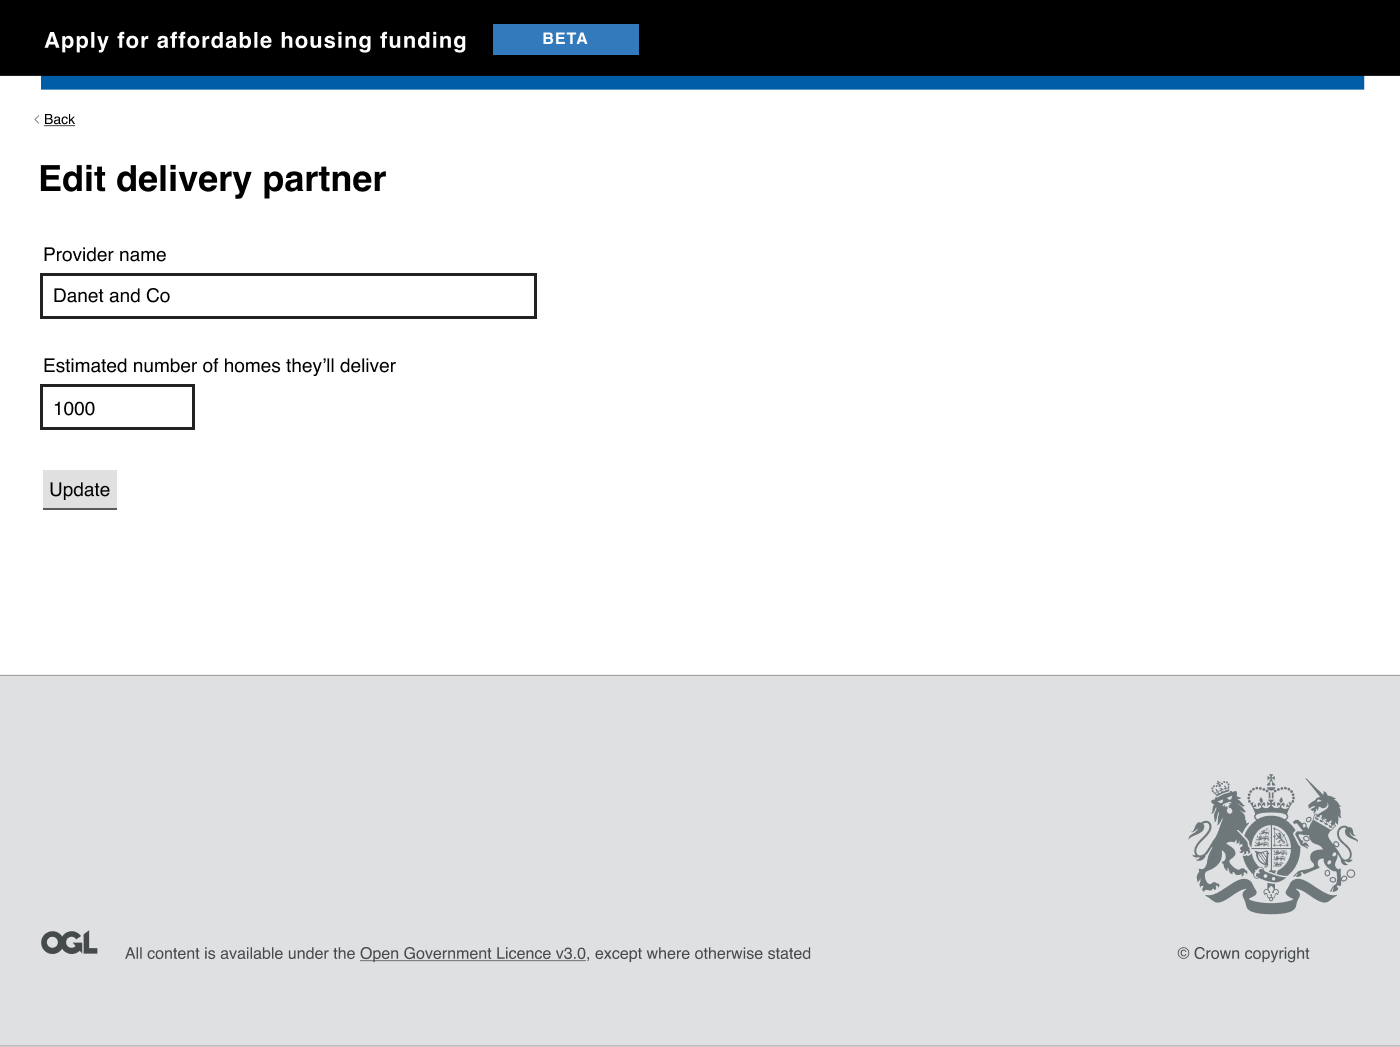 Apply for affordable housing funding BETA
Back
Edit delivery partner
Provider name
Danet and Co
Estimated number of homes they’ll deliver
1000
Update
OGL All content is available under the Open Government Licence v3.0, except where otherwise stated © Crown copyright